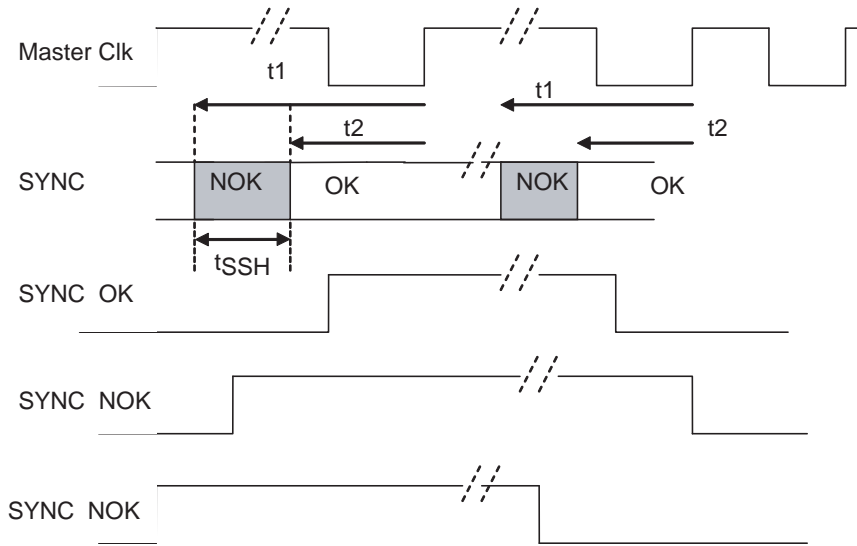 Master Clk
t1
t1
t2
t2
SYNC
NOK
OK
NOK
OK
tSSH
SYNC OK
SYNC NOK
SYNC NOK